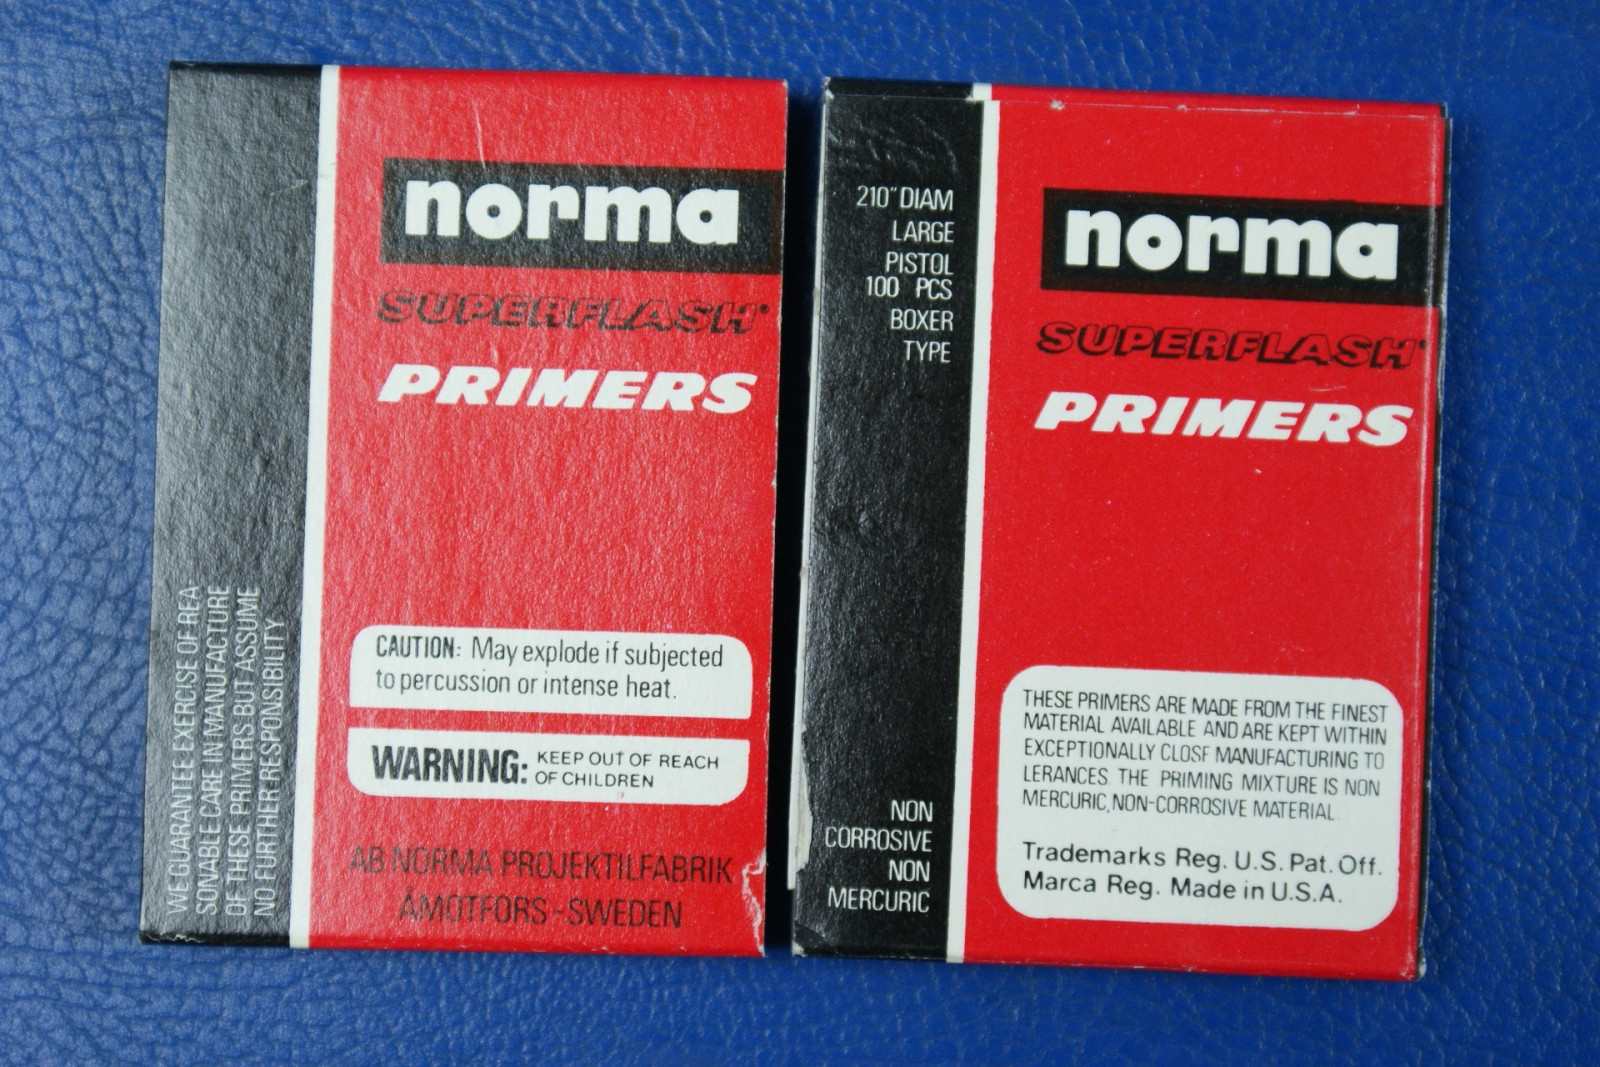 norma
SUPERFLASH®
PRIMERS
CAUTION: May explode if subjected
to percussion or intense heat.
WARNING: KEEP OUT OF REACH
OF CHILDREN
AB NORMA PROJEKTILFABRIK
ÅMOTFORS-SWEDEN
WE GUARANTEE EXERCISE OF REA
SONABLE CARE IN MANUFACTURE
OF THESE PRIMERS BUT ASSUME
NO FURTHER RESPONSIBILITY
210" DIAM
LARGE
PISTOL
100 PCS
BOXER
TYPE
NON
CORROSIVE
NON
MERCURIC
norma
SUPERFLASH®
PRIMERS
THESE PRIMERS ARE MADE FROM THE FINEST
MATERIAL AVAILABLE AND ARE KEPT WITHIN
EXCEPTIONALLY CLOSE MANUFACTURING TO
LERANCES. THE PRIMING MIXTURE IS NON
MERCURIC, NON-CORROSIVE MATERIAL.
Trademarks Reg. U.S. Pat. Off.
Marca Reg. Made in U.S.A.